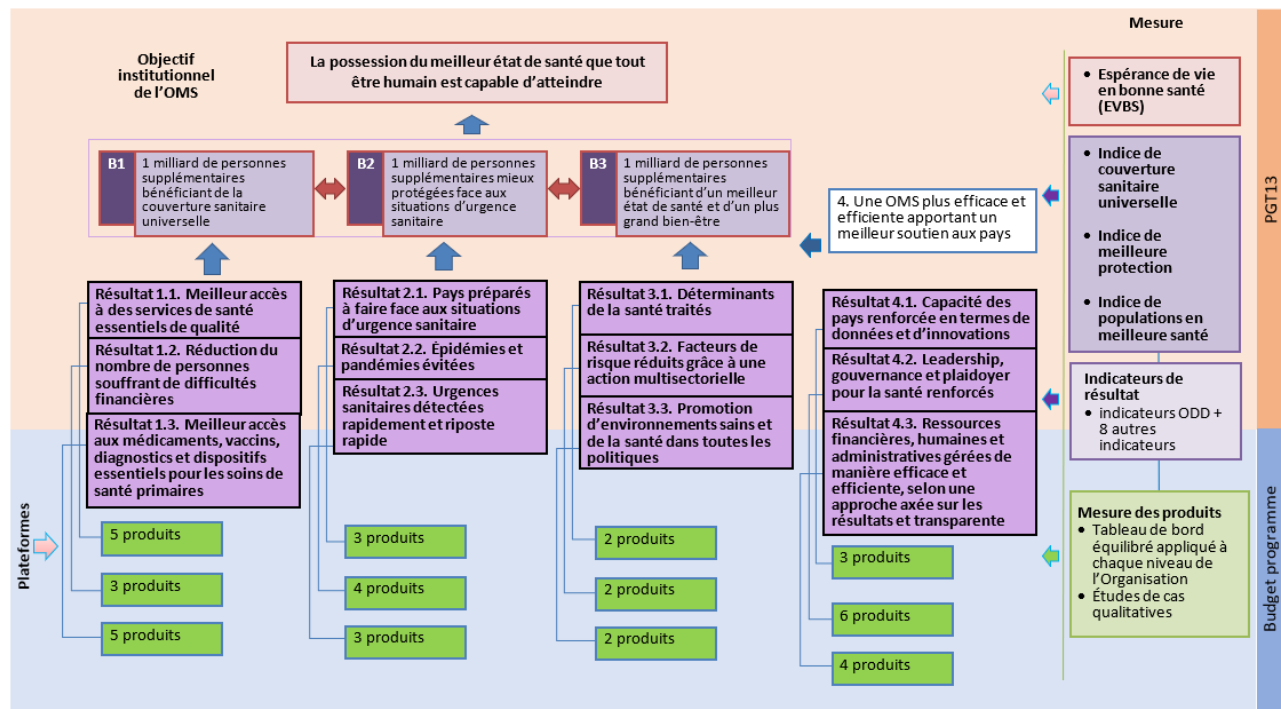 Objectif
institutionnel
de l'OMS
La possession du meilleur état de santé que tout
être humain est capable d'atteindre
Mesure
• Espérance de vie
en bonne santé
(EVBS)
B1
1 milliard de personnes
supplémentaires
bénéficiant de la
couverture sanitaire
universelle
B2
1 milliard de personnes
supplémentaires mieux
protégées face aux
situations d'urgence
sanitaire
B3
1 milliard de personnes
supplémentaires
bénéficiant d'un meilleur
état de santé et d'un plus
grand bien-être
4. Une OMS plus efficace et
efficiente apportant un
meilleur soutien aux pays
• Indice de
couverture
sanitaire
universelle
• Indice de
meilleure
protection
• Indice de
populations en
meilleure santé
PGT13
Résultat 1.1. Meilleur accès
à des services de santé
essentiels de qualité
Résultat 1.2. Réduction du
nombre de personnes
souffrant de difficultés
financières
Résultat 1.3. Meilleur accès
aux médicaments, vaccins,
diagnostics et dispositifs
essentiels pour les soins de
santé primaires
Résultat 2.1. Pays préparés
à faire face aux situations
d'urgence sanitaire
Résultat 2.2. Épidémies et
pandémies évitées
Résultat 2.3. Urgences
sanitaires détectées
rapidement et riposte
rapide
Résultat 3.1. Déterminants
de la santé traités
Résultat 3.2. Facteurs de
risque réduits grâce à une
action multisectorielle
Résultat 3.3. Promotion
d'environnements sains et
de la santé dans toutes les
politiques
Résultat 4.1. Capacité des
pays renforcée en termes de
données et d'innovations
Résultat 4.2. Leadership,
gouvernance et plaidoyer
pour la santé renforcés
Résultat 4.3. Ressources
financières, humaines et
administratives gérées de
manière efficace et
efficiente, selon une
approche axée sur les
résultats et transparente
Indicateurs de
résultat
• indicateurs ODD +
8 autres
indicateurs
Plateformes
5 produits
3 produits
5 produits
3 produits
4 produits
3 produits
2 produits
2 produits
2 produits
3 produits
6 produits
4 produits
Mesure des produits
• Tableau de bord
équilibré appliqué à
chaque niveau de
l'Organisation
• Études de cas
qualitatives
Budget programme